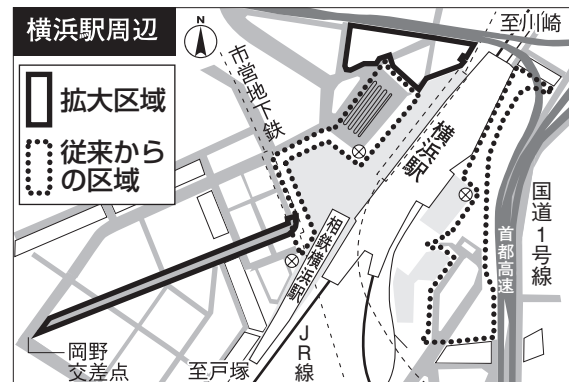 横浜駅周辺
N
至川崎
拡大区域
従来から
の区域
市営地下鉄
横浜駅
国道1号線
首都高速
相鉄横浜駅
JR線
岡野
交差点
至戸塚